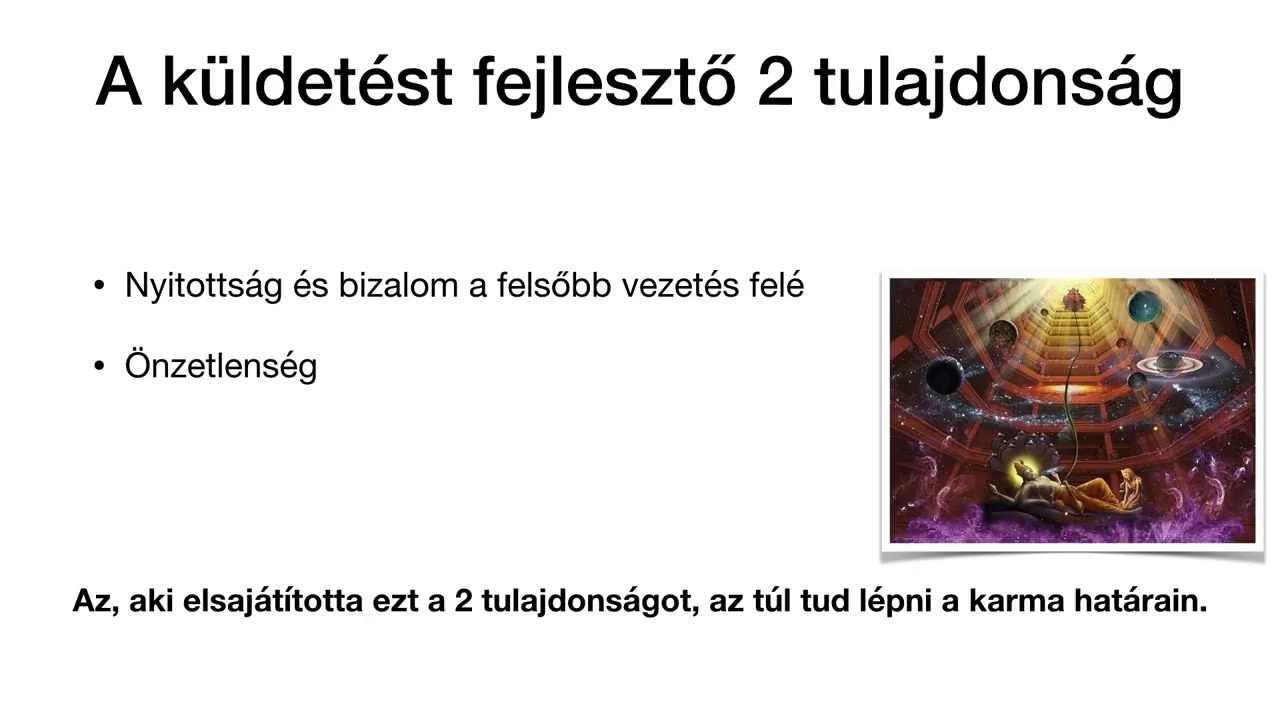 A küldetést fejlesztő 2 tulajdonság
• Nyitottság és bizalom a felsőbb vezetés felé
• Önzetlenség
Az, aki elsajátította ezt a 2 tulajdonságot, az túl tud lépni a karma határain.